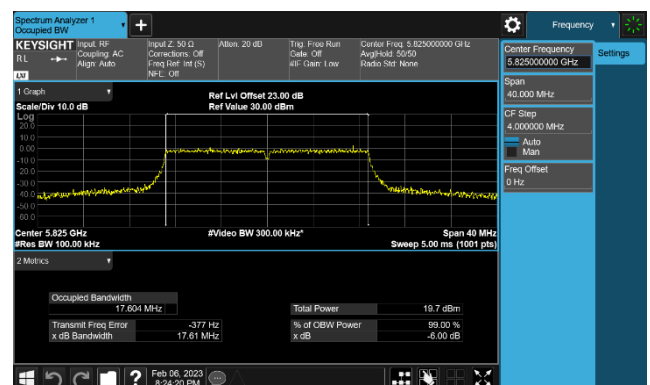 Spectrum Analyzer 1
Occupied BW
Frequency
KEYSIGHT
RL
LXI
Input: RF
Coupling: AC
Align: Auto
Input Z: 50 Ω
Corrections: Off
Freq Ref: Int (S)
NFE: Off
Atten: 20 dB
Trig: Free Run
Gate: Off
#IF Gain: Low
Center Freq: 5.825000000 GHz
Avg|Hold: 50/50
Radio Std: None
1 Graph
Scale/Div 10.0 dB
Ref Lvl Offset 23.00 dB
Ref Value 30.00 dBm
Log
20.0
10.0
0.00
-10.0
-20.0
-30.0
-40.0
-50.0
-60.0
Center 5.825 GHz
#Res BW 100.00 kHz
#Video BW 300.00 kHz*
Span 40 MHz
Sweep 5.00 ms (1001 pts)
2 Metrics
Occupied Bandwidth
17.604 MHz
Transmit Freq Error -377 Hz
x dB Bandwidth 17.61 MHz
Total Power 19.7 dBm
% of OBW Power 99.00 %
x dB -6.00 dB
Feb 06, 2023
8:24:20 PM
Center Frequency
5.825000000 GHz
Settings
Span
40.000 MHz
CF Step
4.000000 MHz
Auto
Man
Freq Offset
0 Hz